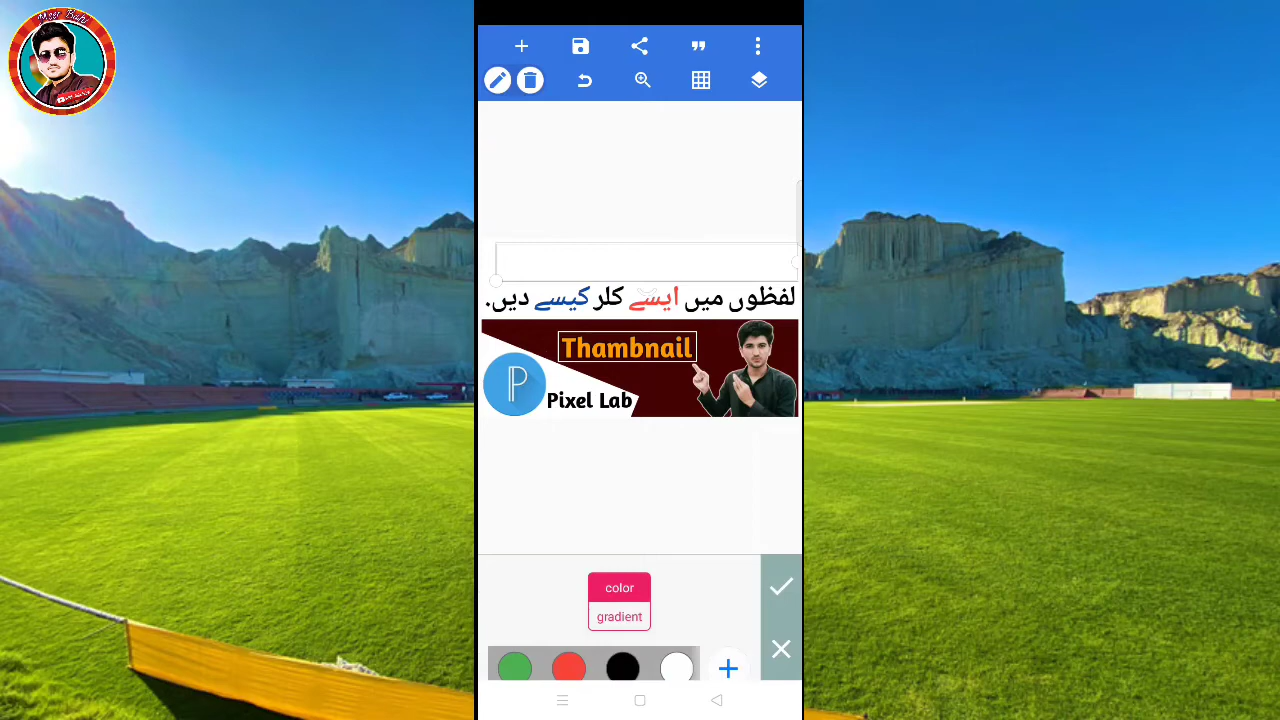 لفظوں میں ایسے کلر کیسے دیں.
Thambnail
Pixel Lab
color
gradient